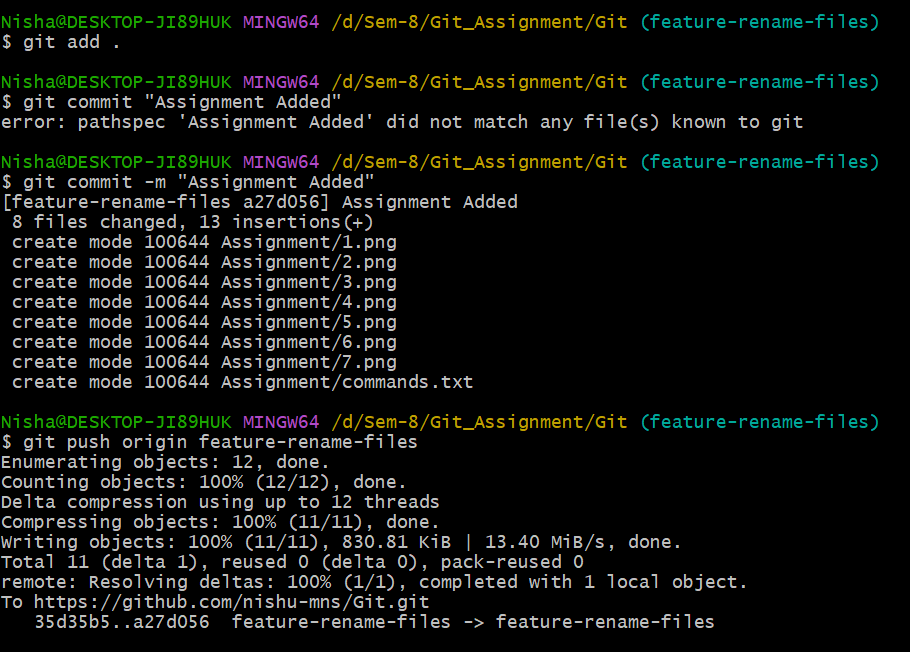 Nisha@DESKTOP-JI89HUK MINGW64 /d/Sem-8/Git_Assignment/Git (feature-rename-files)
$ git add .
Nisha@DESKTOP-JI89HUK MINGW64 /d/Sem-8/Git_Assignment/Git (feature-rename-files)
$ git commit "Assignment Added"
error: pathspec 'Assignment Added' did not match any file(s) known to git
Nisha@DESKTOP-JI89HUK MINGW64 /d/Sem-8/Git_Assignment/Git (feature-rename-files)
$ git commit -m "Assignment Added"
[feature-rename-files a27d056] Assignment Added
 8 files changed, 13 insertions(+)
 create mode 100644 Assignment/1.png
 create mode 100644 Assignment/2.png
 create mode 100644 Assignment/3.png
 create mode 100644 Assignment/4.png
 create mode 100644 Assignment/5.png
 create mode 100644 Assignment/6.png
 create mode 100644 Assignment/7.png
 create mode 100644 Assignment/commands.txt
Nisha@DESKTOP-JI89HUK MINGW64 /d/Sem-8/Git_Assignment/Git (feature-rename-files)
$ git push origin feature-rename-files
Enumerating objects: 12, done.
Counting objects: 100% (12/12), done.
Delta compression using up to 12 threads
Compressing objects: 100% (11/11), done.
Writing objects: 100% (11/11), 830.81 KiB | 13.40 MiB/s, done.
Total 11 (delta 1), reused 0 (delta 0), pack-reused 0
remote: Resolving deltas: 100% (1/1), completed with 1 local object.
To https://github.com/nishu-mns/Git.git
   35d35b5..a27d056  feature-rename-files -> feature-rename-files